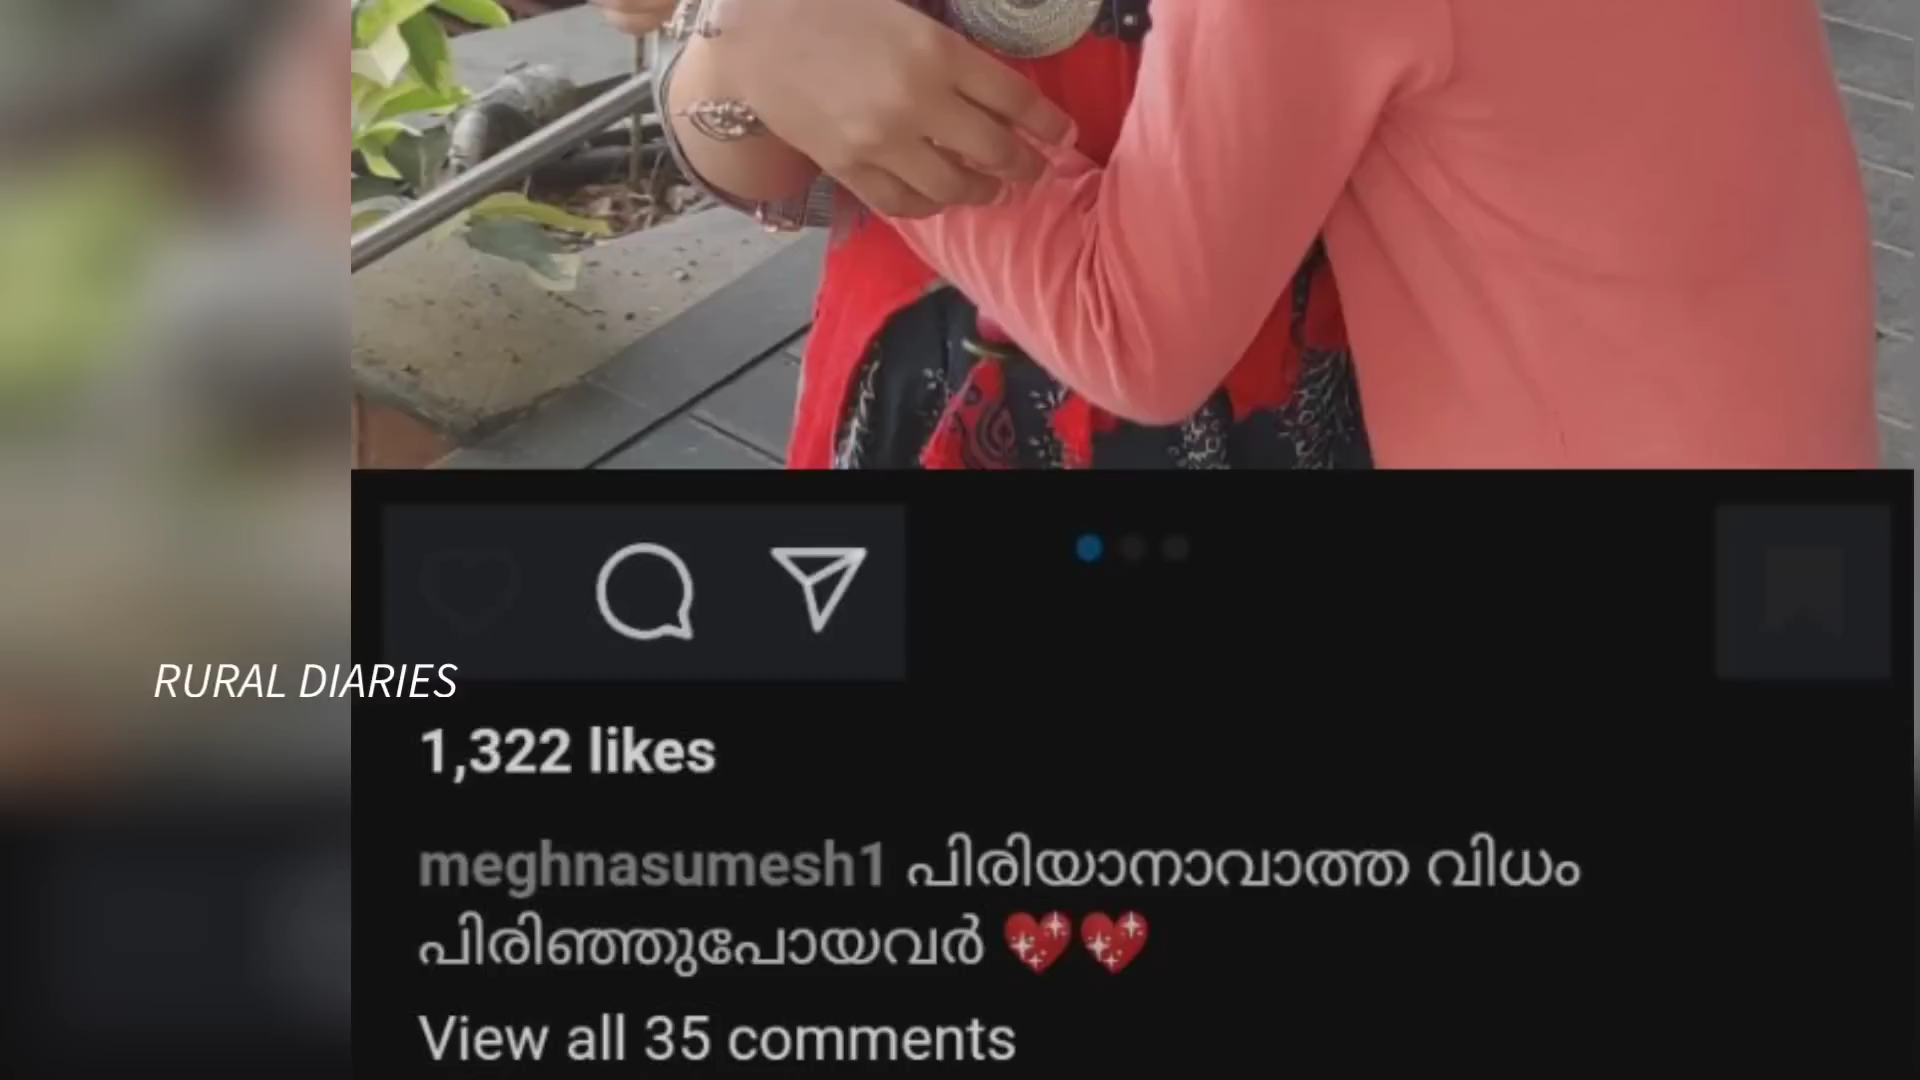 RURAL DIARIES
1,322 likes
meghnasumesh1 പിരിയാനാവാത്ത വിധം
പിരിഞ്ഞുപോയവർ 💖💖
View all 35 comments